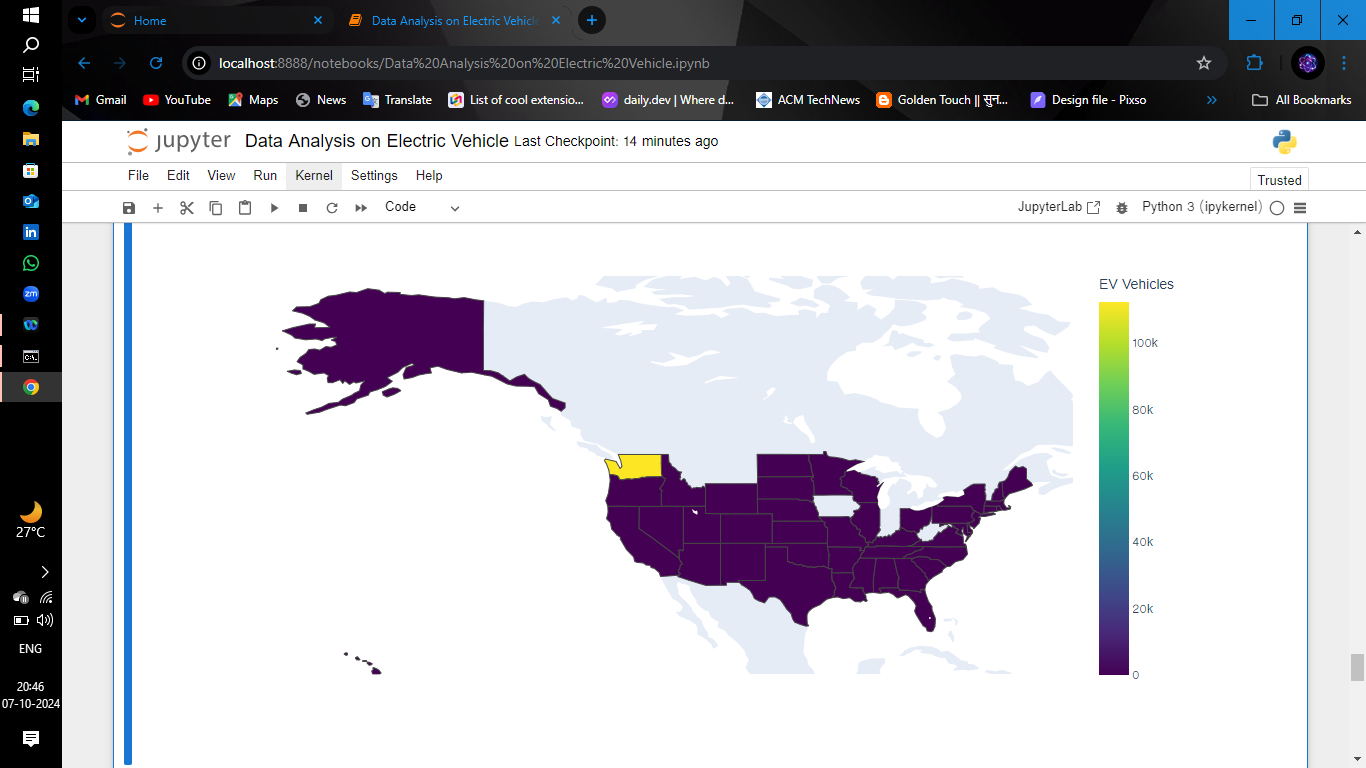 Home
Data Analysis on Electric Vehicle
localhost:8888/notebooks/Data%20Analysis%20on%20Electric%20Vehicle.ipynb
Gmail YouTube Maps News Translate List of cool extensio... daily.dev | Where d... ACM TechNews Golden Touch || सुन... Design file - Pixso » All Bookmarks
jupyter Data Analysis on Electric Vehicle Last Checkpoint: 14 minutes ago
File Edit View Run Kernel Settings Help
Trusted
Code JupyterLab Python 3 (ipykernel)
EV Vehicles
100k
80k
60k
40k
20k
0
in
zm
27°C
ENG
20:46
07-10-2024